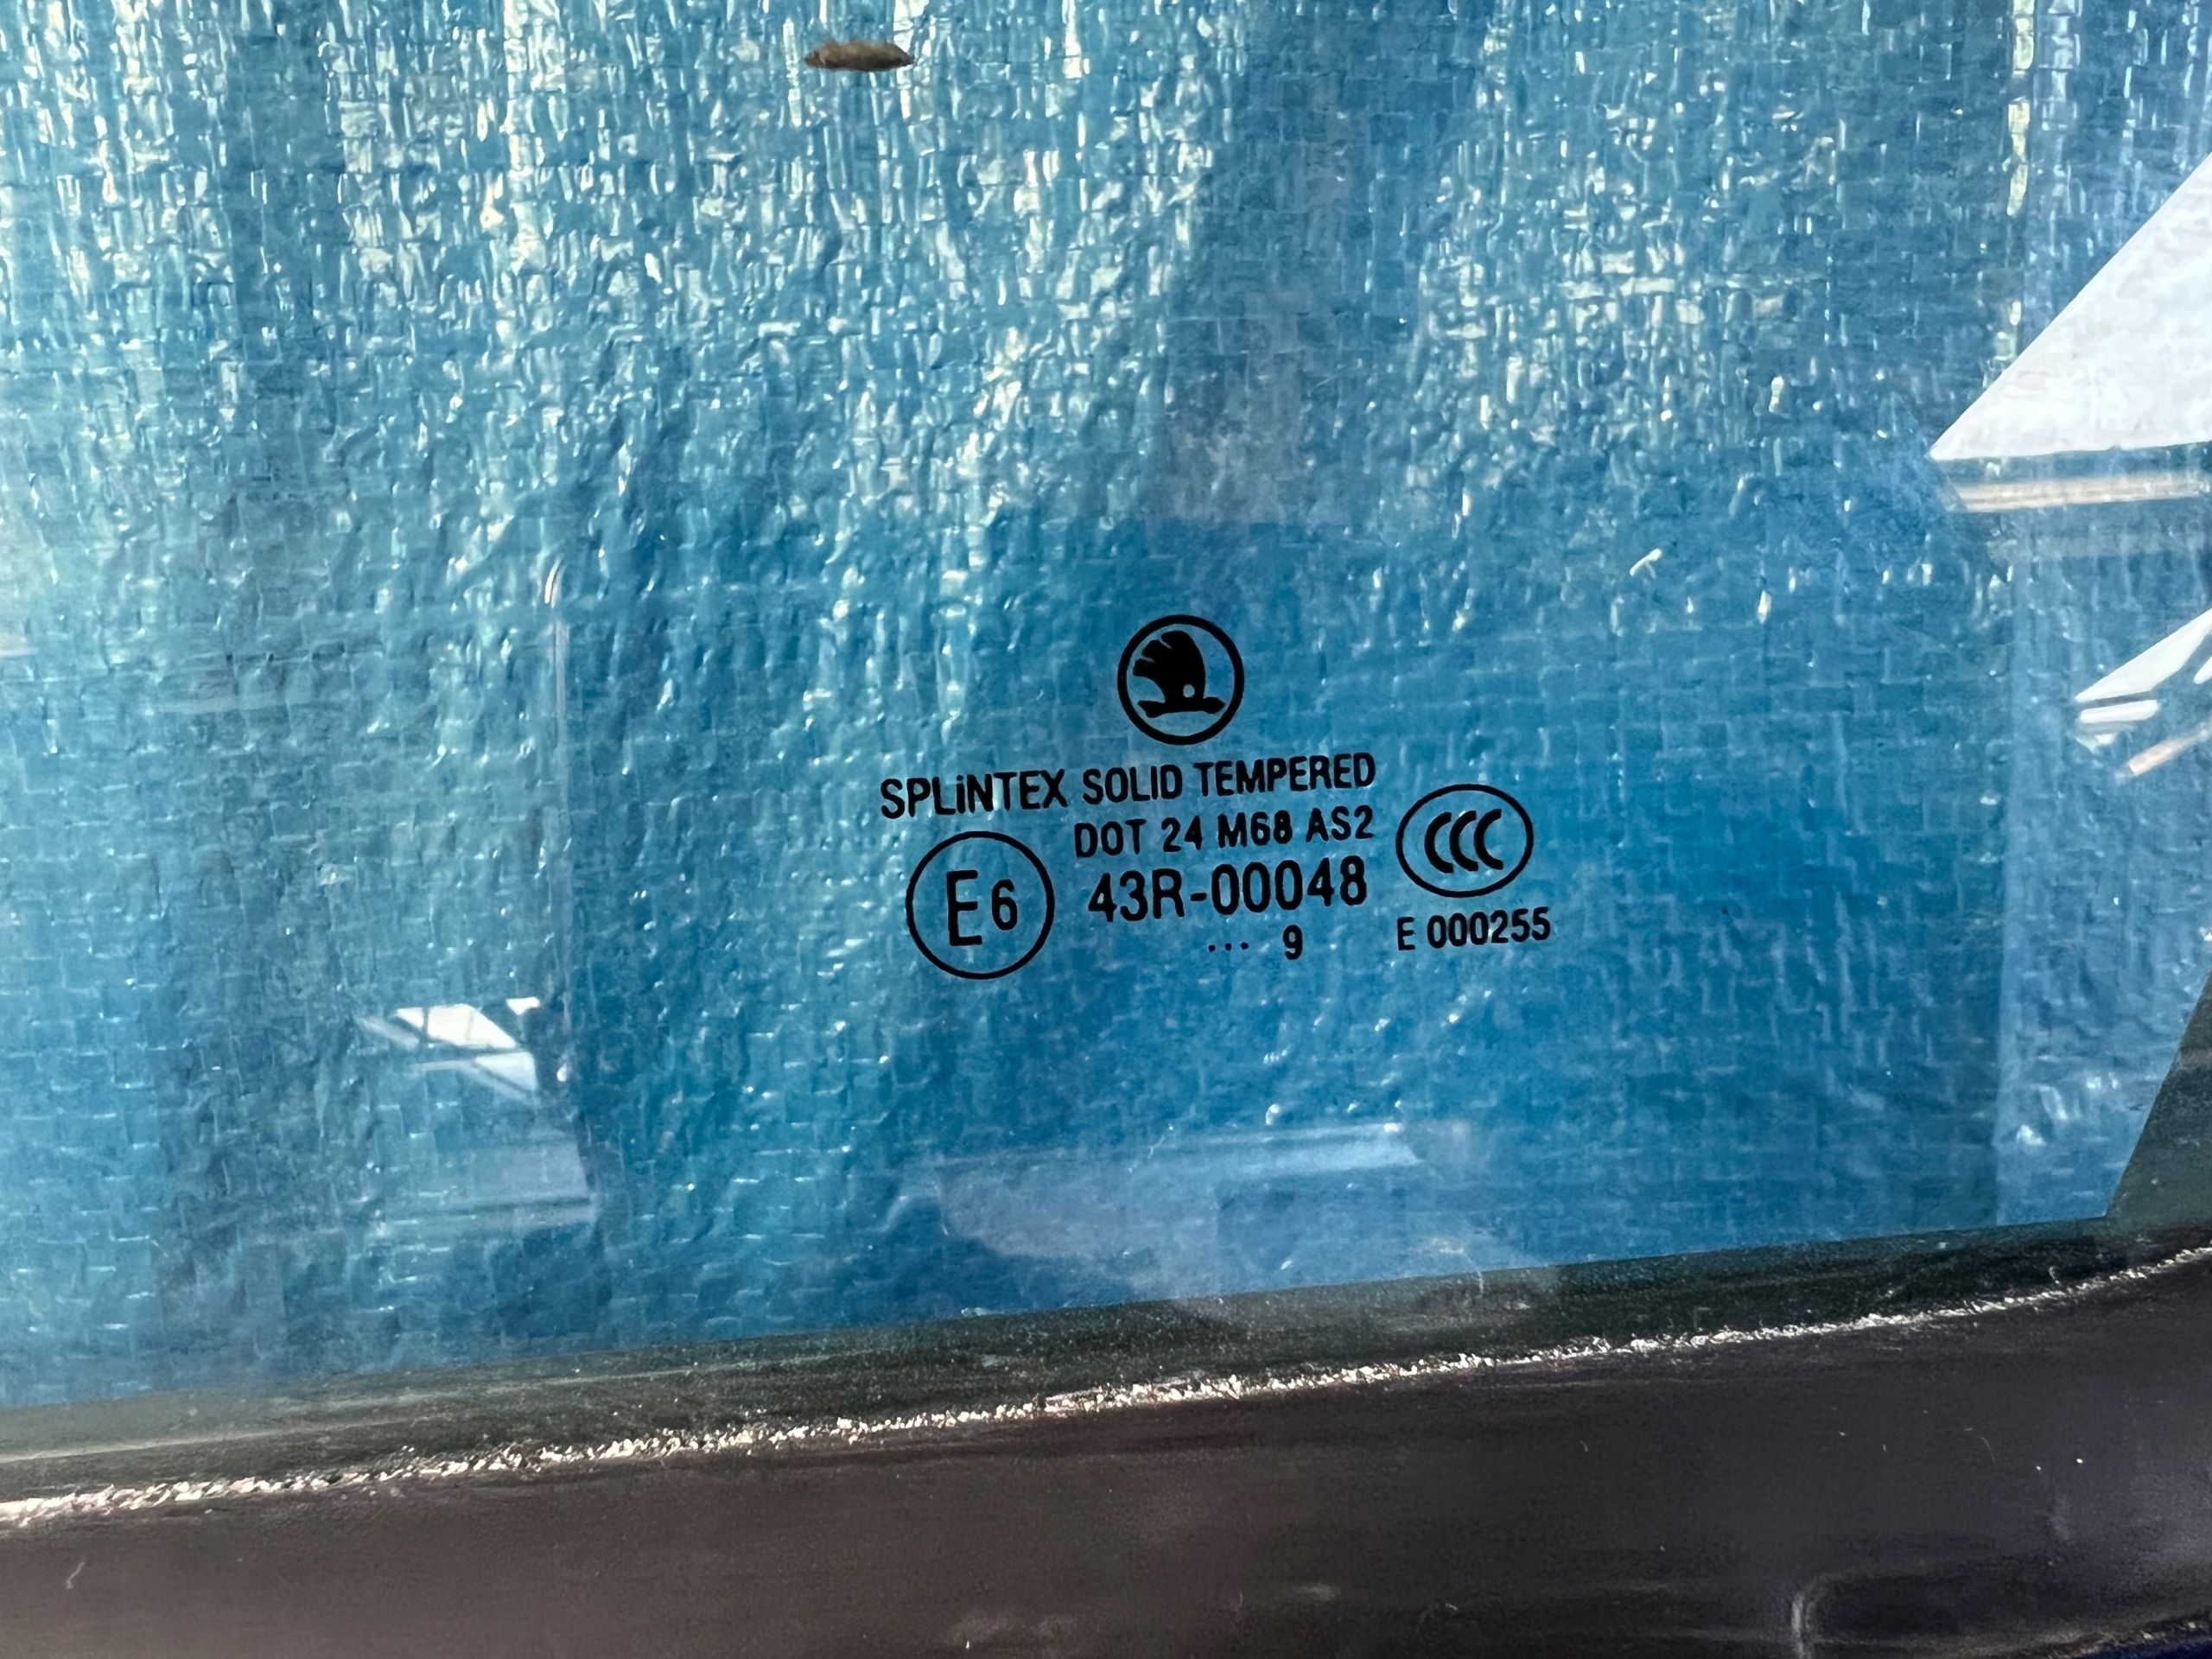 SPLiNTEX SOLID TEMPERED
DOT 24 M68 AS2
E6
43R-00048
... 9
CCC
E 000255